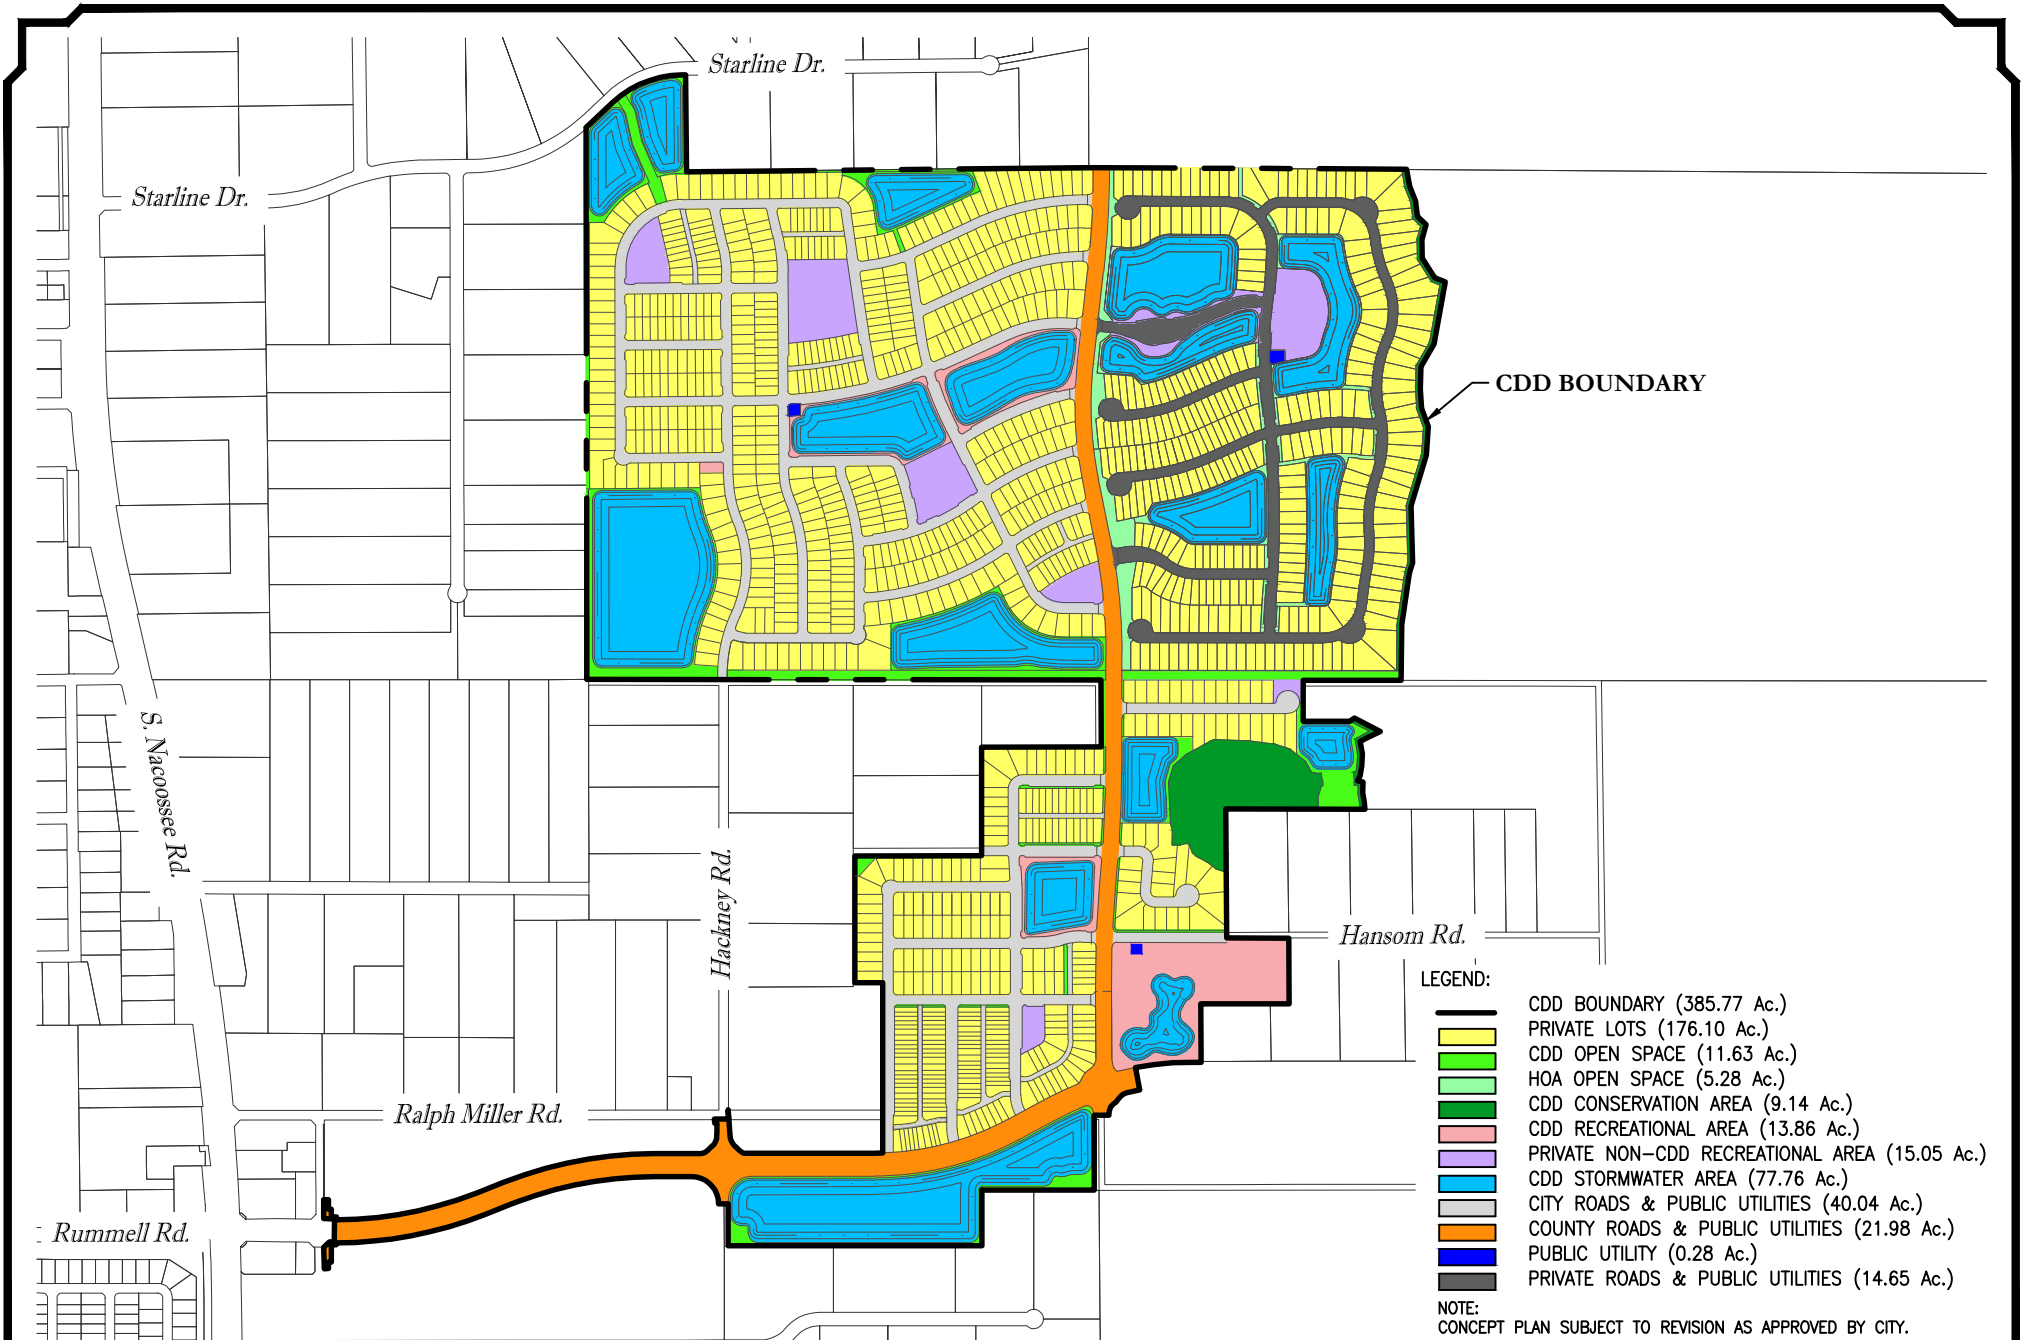 Starline Dr.
Starline Dr.
CDD BOUNDARY
S. Nacoossee Rd.
Hackney Rd.
Hansom Rd.
Ralph Miller Rd.
Rummell Rd.
LEGEND:
CDD BOUNDARY (385.77 Ac.)
PRIVATE LOTS (176.10 Ac.)
CDD OPEN SPACE (11.63 Ac.)
HOA OPEN SPACE (5.28 Ac.)
CDD CONSERVATION AREA (9.14 Ac.)
CDD RECREATIONAL AREA (13.86 Ac.)
PRIVATE NON-CDD RECREATIONAL AREA (15.05 Ac.)
CDD STORMWATER AREA (77.76 Ac.)
CITY ROADS & PUBLIC UTILITIES (40.04 Ac.)
COUNTY ROADS & PUBLIC UTILITIES (21.98 Ac.)
PUBLIC UTILITY (0.28 Ac.)
PRIVATE ROADS & PUBLIC UTILITIES (14.65 Ac.)
NOTE:
CONCEPT PLAN SUBJECT TO REVISION AS APPROVED BY CITY.